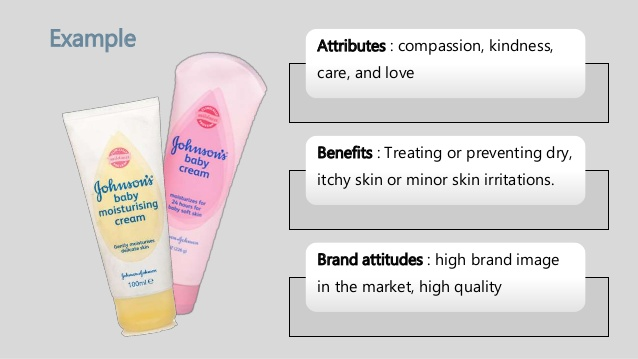 Example
Attributes : compassion, kindness,
care, and love
Benefits : Treating or preventing dry,
itchy skin or minor skin irritations.
Brand attitudes : high brand image
in the market, high quality
Johnson's
baby
moisturising
cream
Gently moisturises
delicate skin
Johnson & Johnson
100ml e
Johnson's
baby
cream
moisturizes for
24 hours for
baby soft skin